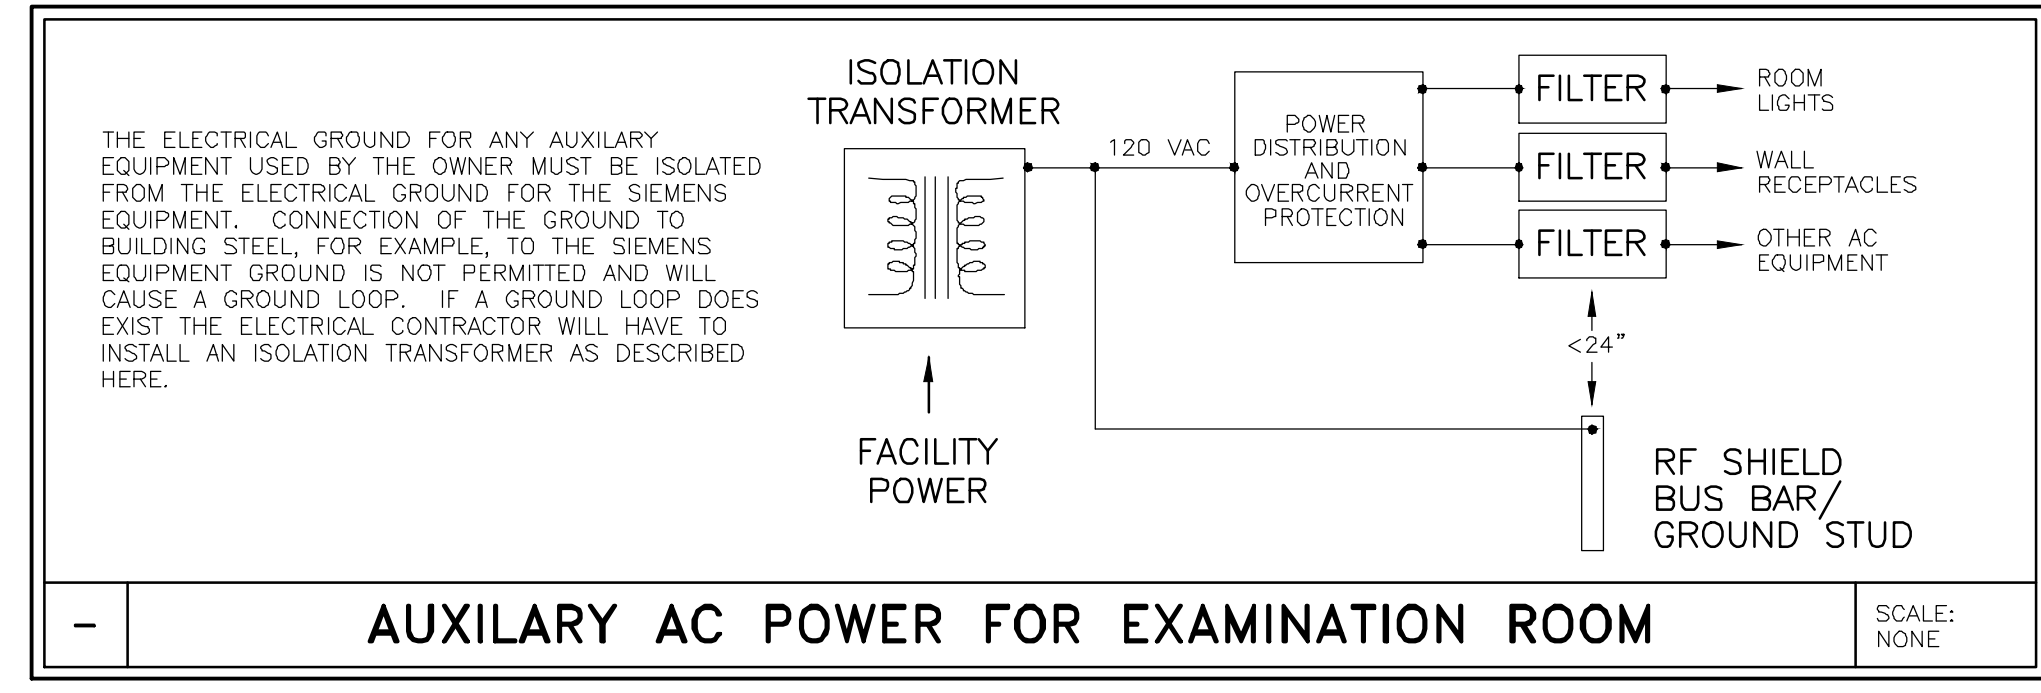 THE ELECTRICAL GROUND FOR ANY AUXILARY
EQUIPMENT USED BY THE OWNER MUST BE ISOLATED
FROM THE ELECTRICAL GROUND FOR THE SIEMENS
EQUIPMENT. CONNECTION OF THE GROUND TO
BUILDING STEEL, FOR EXAMPLE, TO THE SIEMENS
EQUIPMENT GROUND IS NOT PERMITTED AND WILL
CAUSE A GROUND LOOP. IF A GROUND LOOP DOES
EXIST THE ELECTRICAL CONTRACTOR WILL HAVE TO
INSTALL AN ISOLATION TRANSFORMER AS DESCRIBED
HERE.
ISOLATION
TRANSFORMER
FACILITY
POWER
120 VAC
POWER
DISTRIBUTION
AND
OVERCURRENT
PROTECTION
FILTER
ROOM
LIGHTS
FILTER
WALL
RECEPTACLES
FILTER
OTHER AC
EQUIPMENT
<24"
RF SHIELD
BUS BAR/
GROUND STUD
-
AUXILARY AC POWER FOR EXAMINATION ROOM
SCALE:
NONE